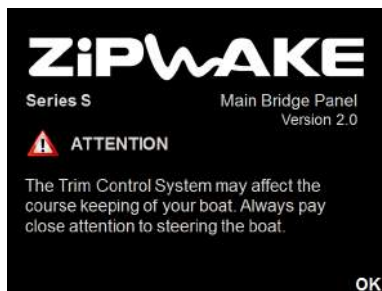 ZIPWAKE
Series S Main Bridge Panel
Version 2.0
ATTENTION
The Trim Control System may affect the
course keeping of your boat. Always pay
close attention to steering the boat.
OK